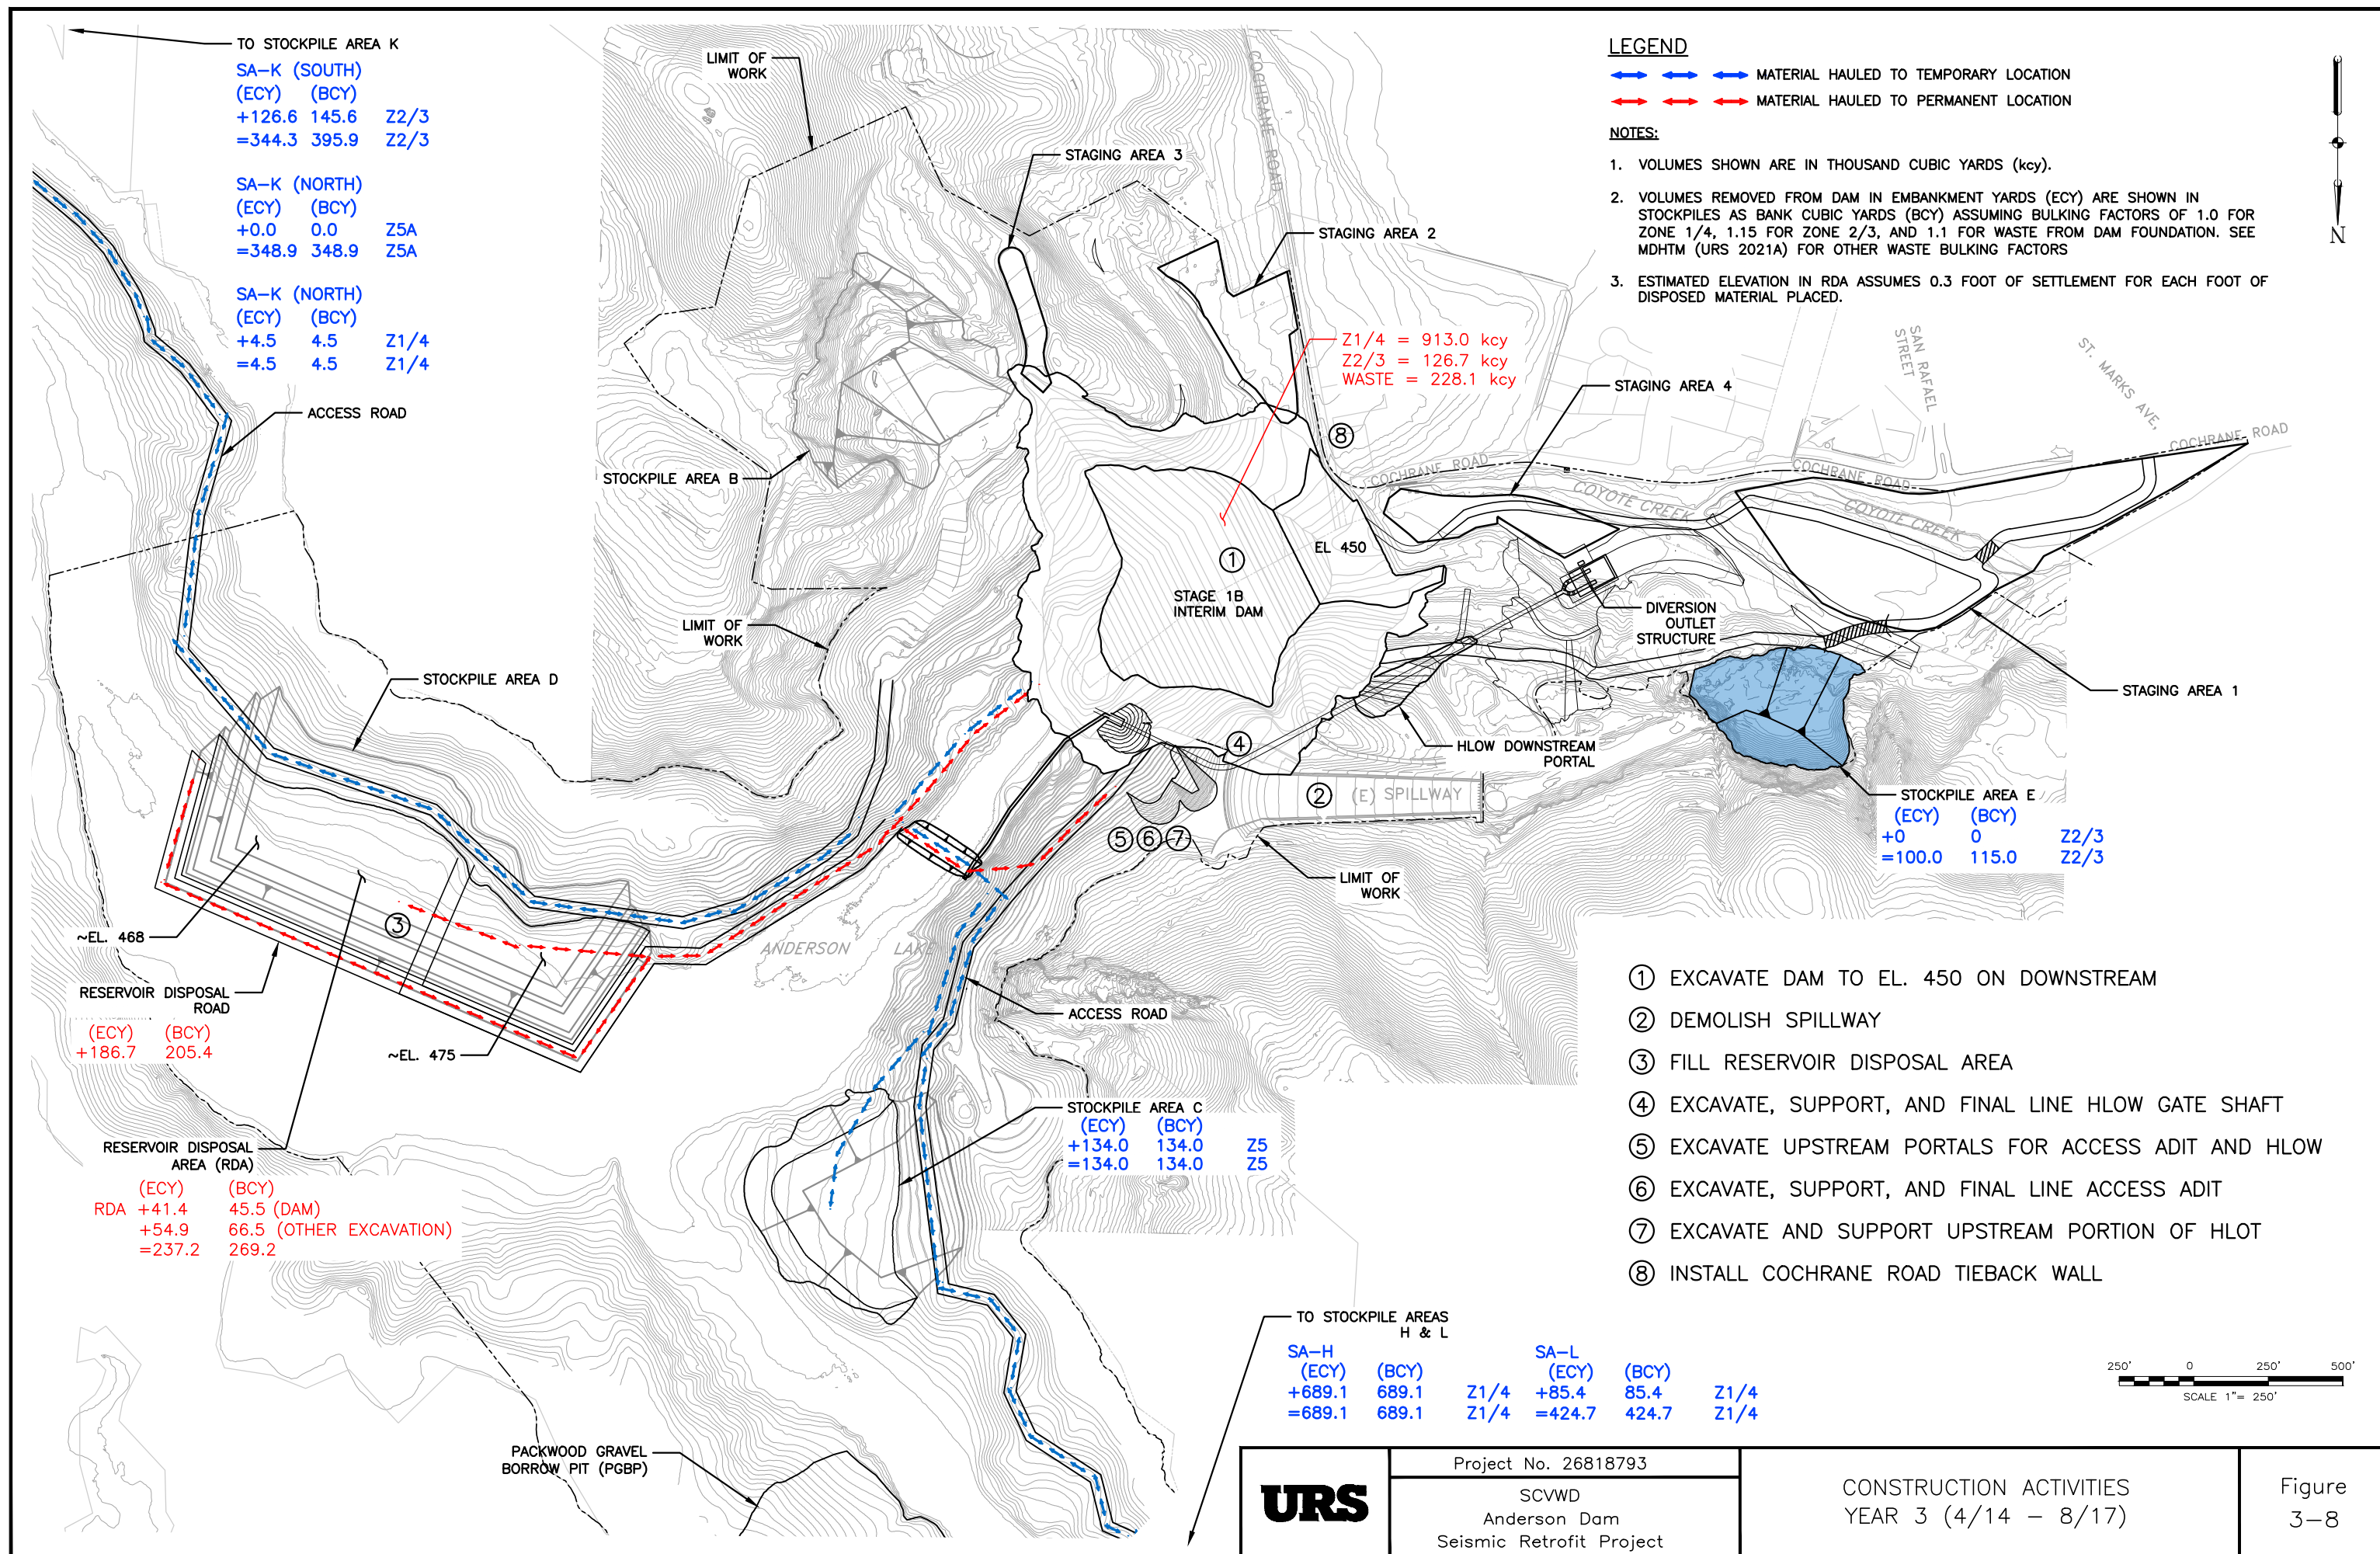 TO STOCKPILE AREA K
SA-K (SOUTH)
(ECY) (BCY)
+126.6 145.6 Z2/3
=344.3 395.9 Z2/3
SA-K (NORTH)
(ECY) (BCY)
+0.0 0.0 Z5A
=348.9 348.9 Z5A
SA-K (NORTH)
(ECY) (BCY)
+4.5 4.5 Z1/4
=4.5 4.5 Z1/4
ACCESS ROAD
LIMIT OF
WORK
STAGING AREA 3
COCHRANE ROAD
STAGING AREA 2
LEGEND
MATERIAL HAULED TO TEMPORARY LOCATION
MATERIAL HAULED TO PERMANENT LOCATION
NOTES:
1. VOLUMES SHOWN ARE IN THOUSAND CUBIC YARDS (kcy).
2. VOLUMES REMOVED FROM DAM IN EMBANKMENT YARDS (ECY) ARE SHOWN IN
STOCKPILES AS BANK CUBIC YARDS (BCY) ASSUMING BULKING FACTORS OF 1.0 FOR
ZONE 1/4, 1.15 FOR ZONE 2/3, AND 1.1 FOR WASTE FROM DAM FOUNDATION. SEE
MDHTM (URS 2021A) FOR OTHER WASTE BULKING FACTORS
3. ESTIMATED ELEVATION IN RDA ASSUMES 0.3 FOOT OF SETTLEMENT FOR EACH FOOT OF
DISPOSED MATERIAL PLACED.
N
Z1/4 = 913.0 kcy
Z2/3 = 126.7 kcy
WASTE = 228.1 kcy
STAGING AREA 4
SAN RAFAEL
STREET
ST. MARKS AVE.
COCHRANE ROAD
8
COCHRANE ROAD
COCHRANE ROAD
COYOTE CREEK
COYOTE CREEK
STOCKPILE AREA B
EL 450
1
STAGE 1B
INTERIM DAM
LIMIT OF
WORK
DIVERSION
OUTLET
STRUCTURE
STOCKPILE AREA D
STAGING AREA 1
4
HLOW DOWNSTREAM
PORTAL
2 (E) SPILLWAY
5 6 7
STOCKPILE AREA E
(ECY) (BCY)
+0 0 Z2/3
=100.0 115.0 Z2/3
LIMIT OF
WORK
3
~EL. 468
ANDERSON LAKE
RESERVOIR DISPOSAL
ROAD
(ECY) (BCY)
+186.7 205.4
~EL. 475
ACCESS ROAD
STOCKPILE AREA C
(ECY) (BCY)
+134.0 134.0 Z5
=134.0 134.0 Z5
RESERVOIR DISPOSAL
AREA (RDA)
(ECY) (BCY)
RDA +41.4 45.5 (DAM)
+54.9 66.5 (OTHER EXCAVATION)
=237.2 269.2
1 EXCAVATE DAM TO EL. 450 ON DOWNSTREAM
2 DEMOLISH SPILLWAY
3 FILL RESERVOIR DISPOSAL AREA
4 EXCAVATE, SUPPORT, AND FINAL LINE HLOW GATE SHAFT
5 EXCAVATE UPSTREAM PORTALS FOR ACCESS ADIT AND HLOW
6 EXCAVATE, SUPPORT, AND FINAL LINE ACCESS ADIT
7 EXCAVATE AND SUPPORT UPSTREAM PORTION OF HLOT
8 INSTALL COCHRANE ROAD TIEBACK WALL
TO STOCKPILE AREAS
H & L
SA-H SA-L
(ECY) (BCY) (ECY) (BCY)
+689.1 689.1 Z1/4 +85.4 85.4 Z1/4
=689.1 689.1 Z1/4 =424.7 424.7 Z1/4
250' 0 250' 500'
SCALE 1"= 250'
PACKWOOD GRAVEL
BORROW PIT (PGBP)
URS
Project No. 26818793
SCVWD
Anderson Dam
Seismic Retrofit Project
CONSTRUCTION ACTIVITIES
YEAR 3 (4/14 - 8/17)
Figure
3-8